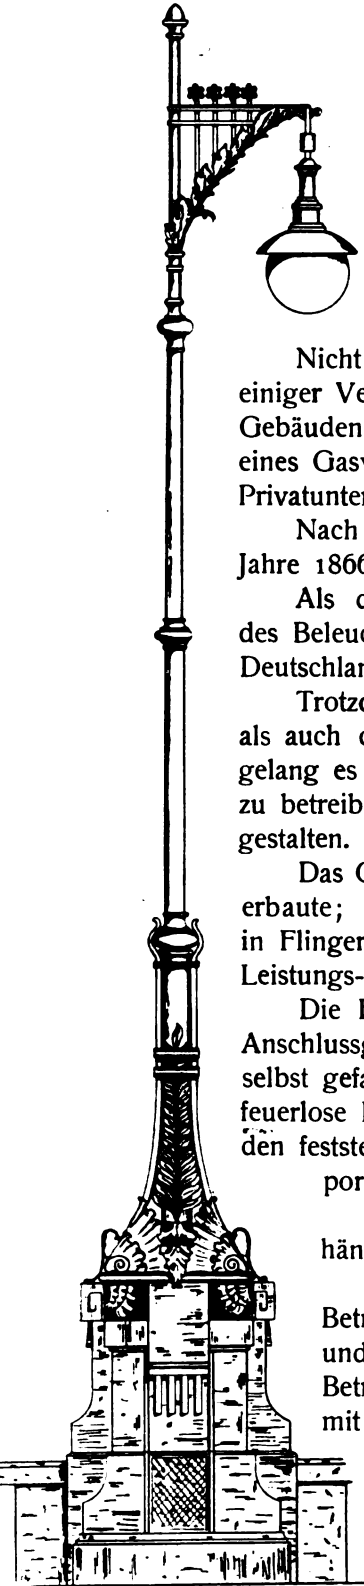 Nicht
einiger Ve
Gebäuden
eines Gasv
Privatunter
Nach
Jahre 1866
Als d
des Beleuc
Deutschlan
Trotzd
als auch d
gelang es
zu betreib
gestalten.
Das G
erbaute;
in Flinger
Leistungs-
Die
Anschlussg
selbst gefa
feuerlose
den festste
por
hän
Betr
und
Betr
mit